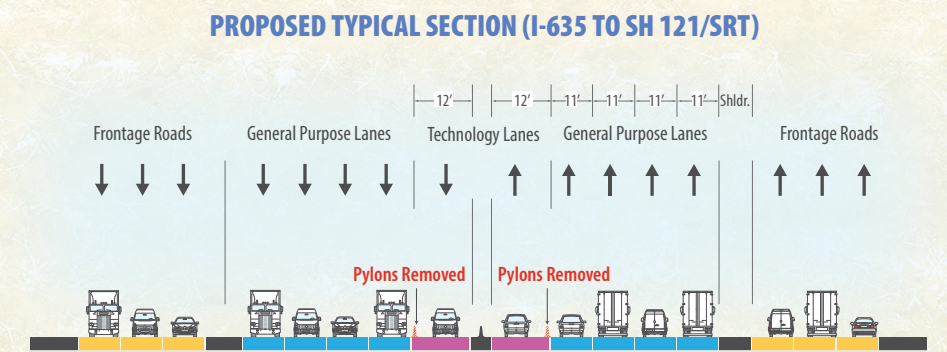 PROPOSED TYPICAL SECTION (I-635 TO SH 121/SRT)
12′ 12′ 11′ 11′ 11′ 11′ Shldr.
Frontage Roads General Purpose Lanes Technology Lanes General Purpose Lanes Frontage Roads
Pylons Removed Pylons Removed